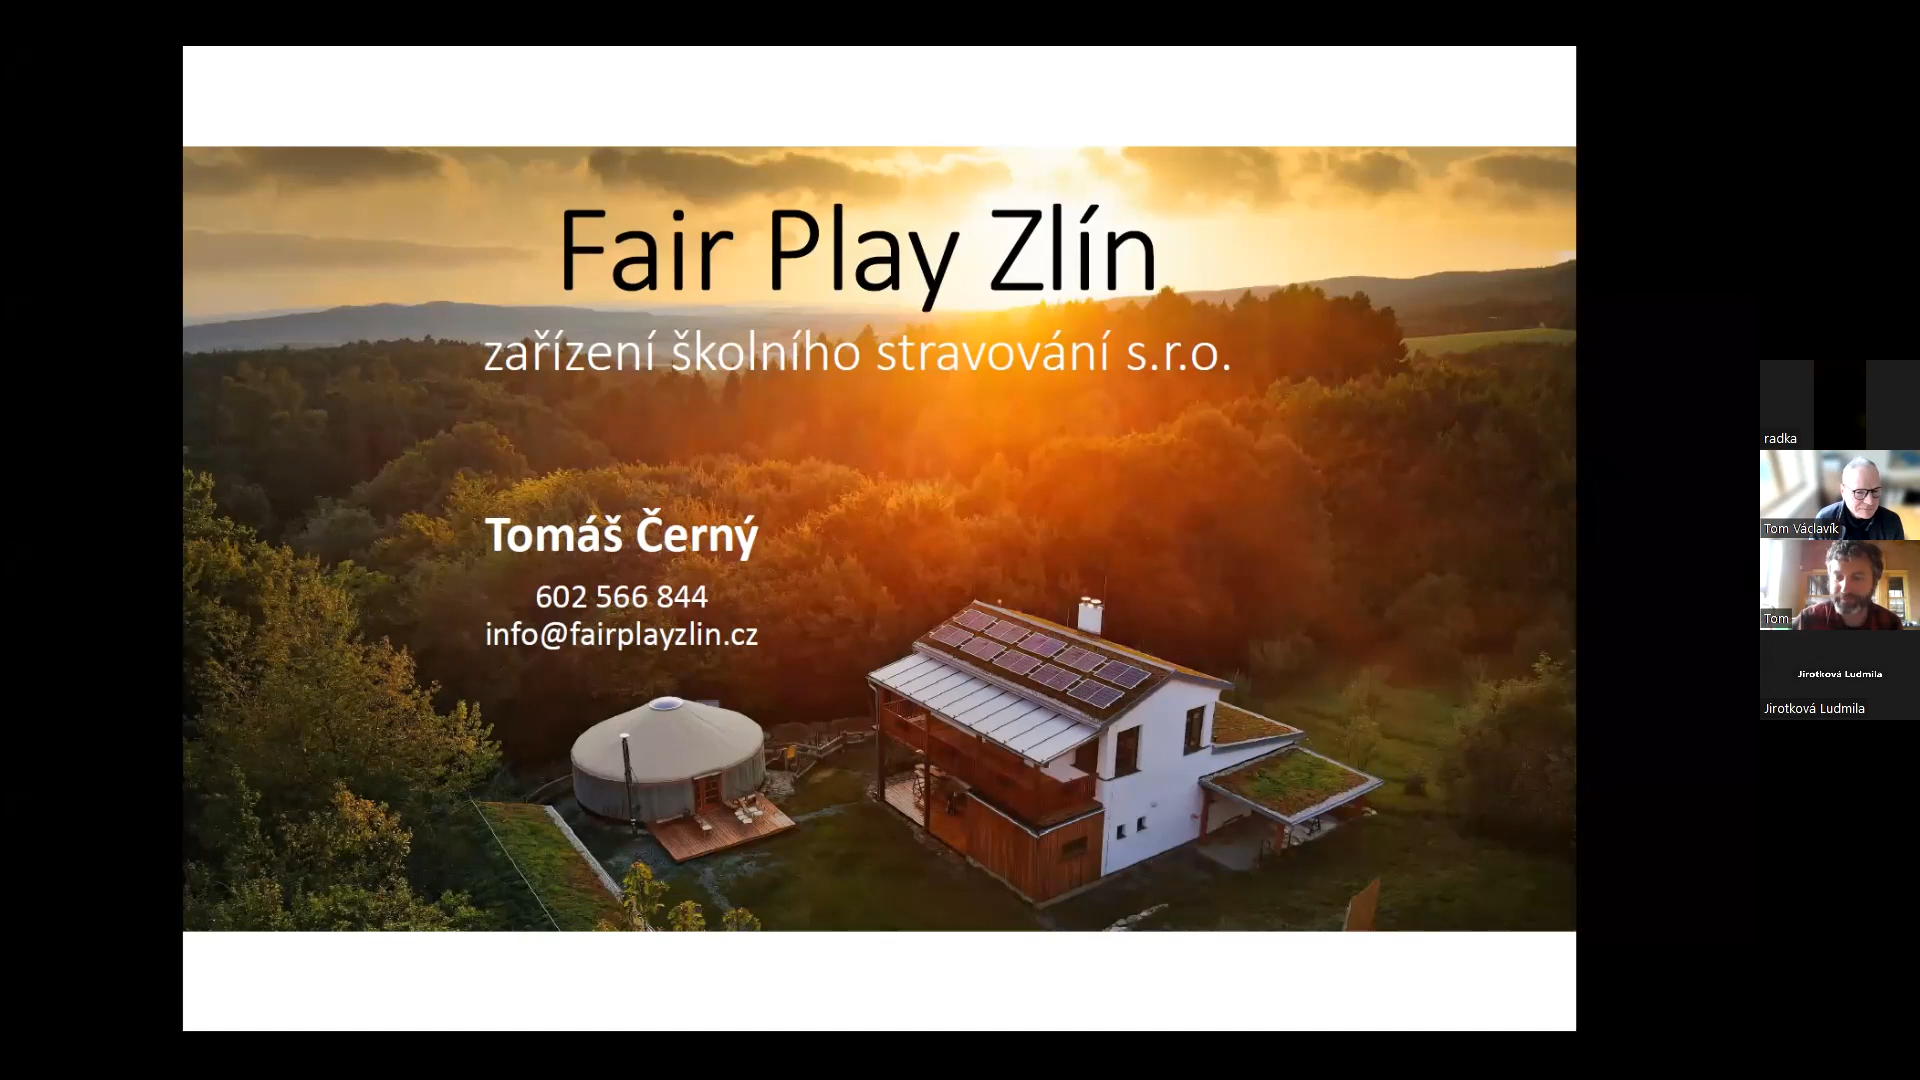 Fair Play Zlín
zařízení školního stravování s.r.o.
Tomáš Černý
602 566 844
info@fairplayzlin.cz
radka
Tom Václavík
Tom
Jirotková Ludmila
Jirotková Ludmila